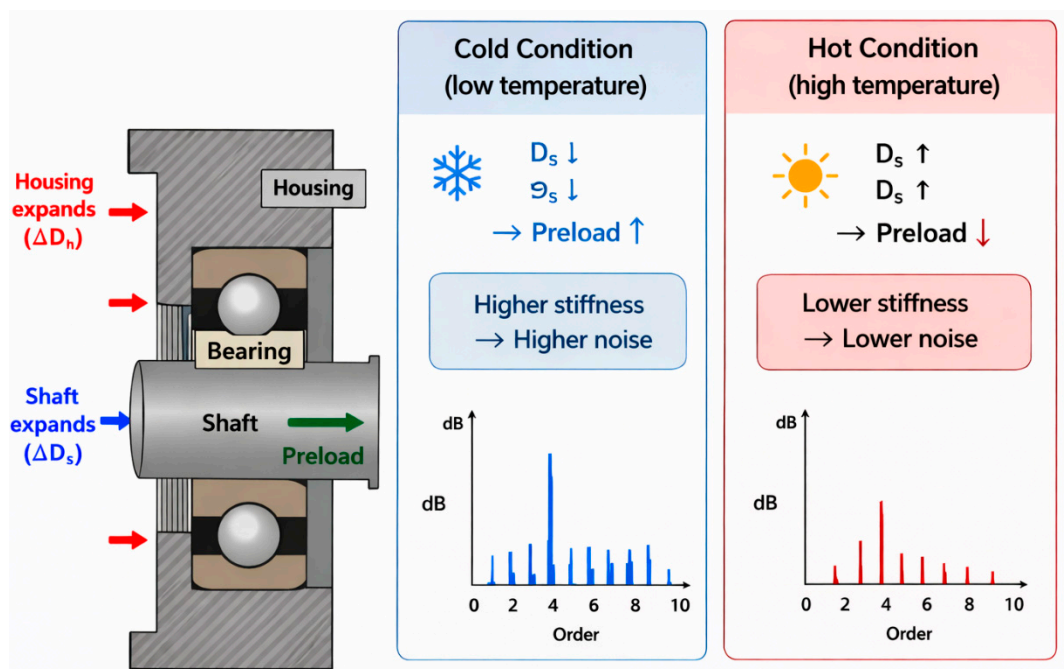 Housing
expands
(ΔDₕ)
Housing
Bearing
Shaft
expands
(ΔDₛ)
Shaft
Preload
Cold Condition
(low temperature)
Dₛ ↓
פₛ ↓
→ Preload ↑
Higher stiffness
→ Higher noise
dB
dB
0 2 4 6 8 10
Order
Hot Condition
(high temperature)
Dₛ ↑
Dₛ ↑
→ Preload ↓
Lower stiffness
→ Lower noise
dB
dB
0 2 4 6 8 10
Order